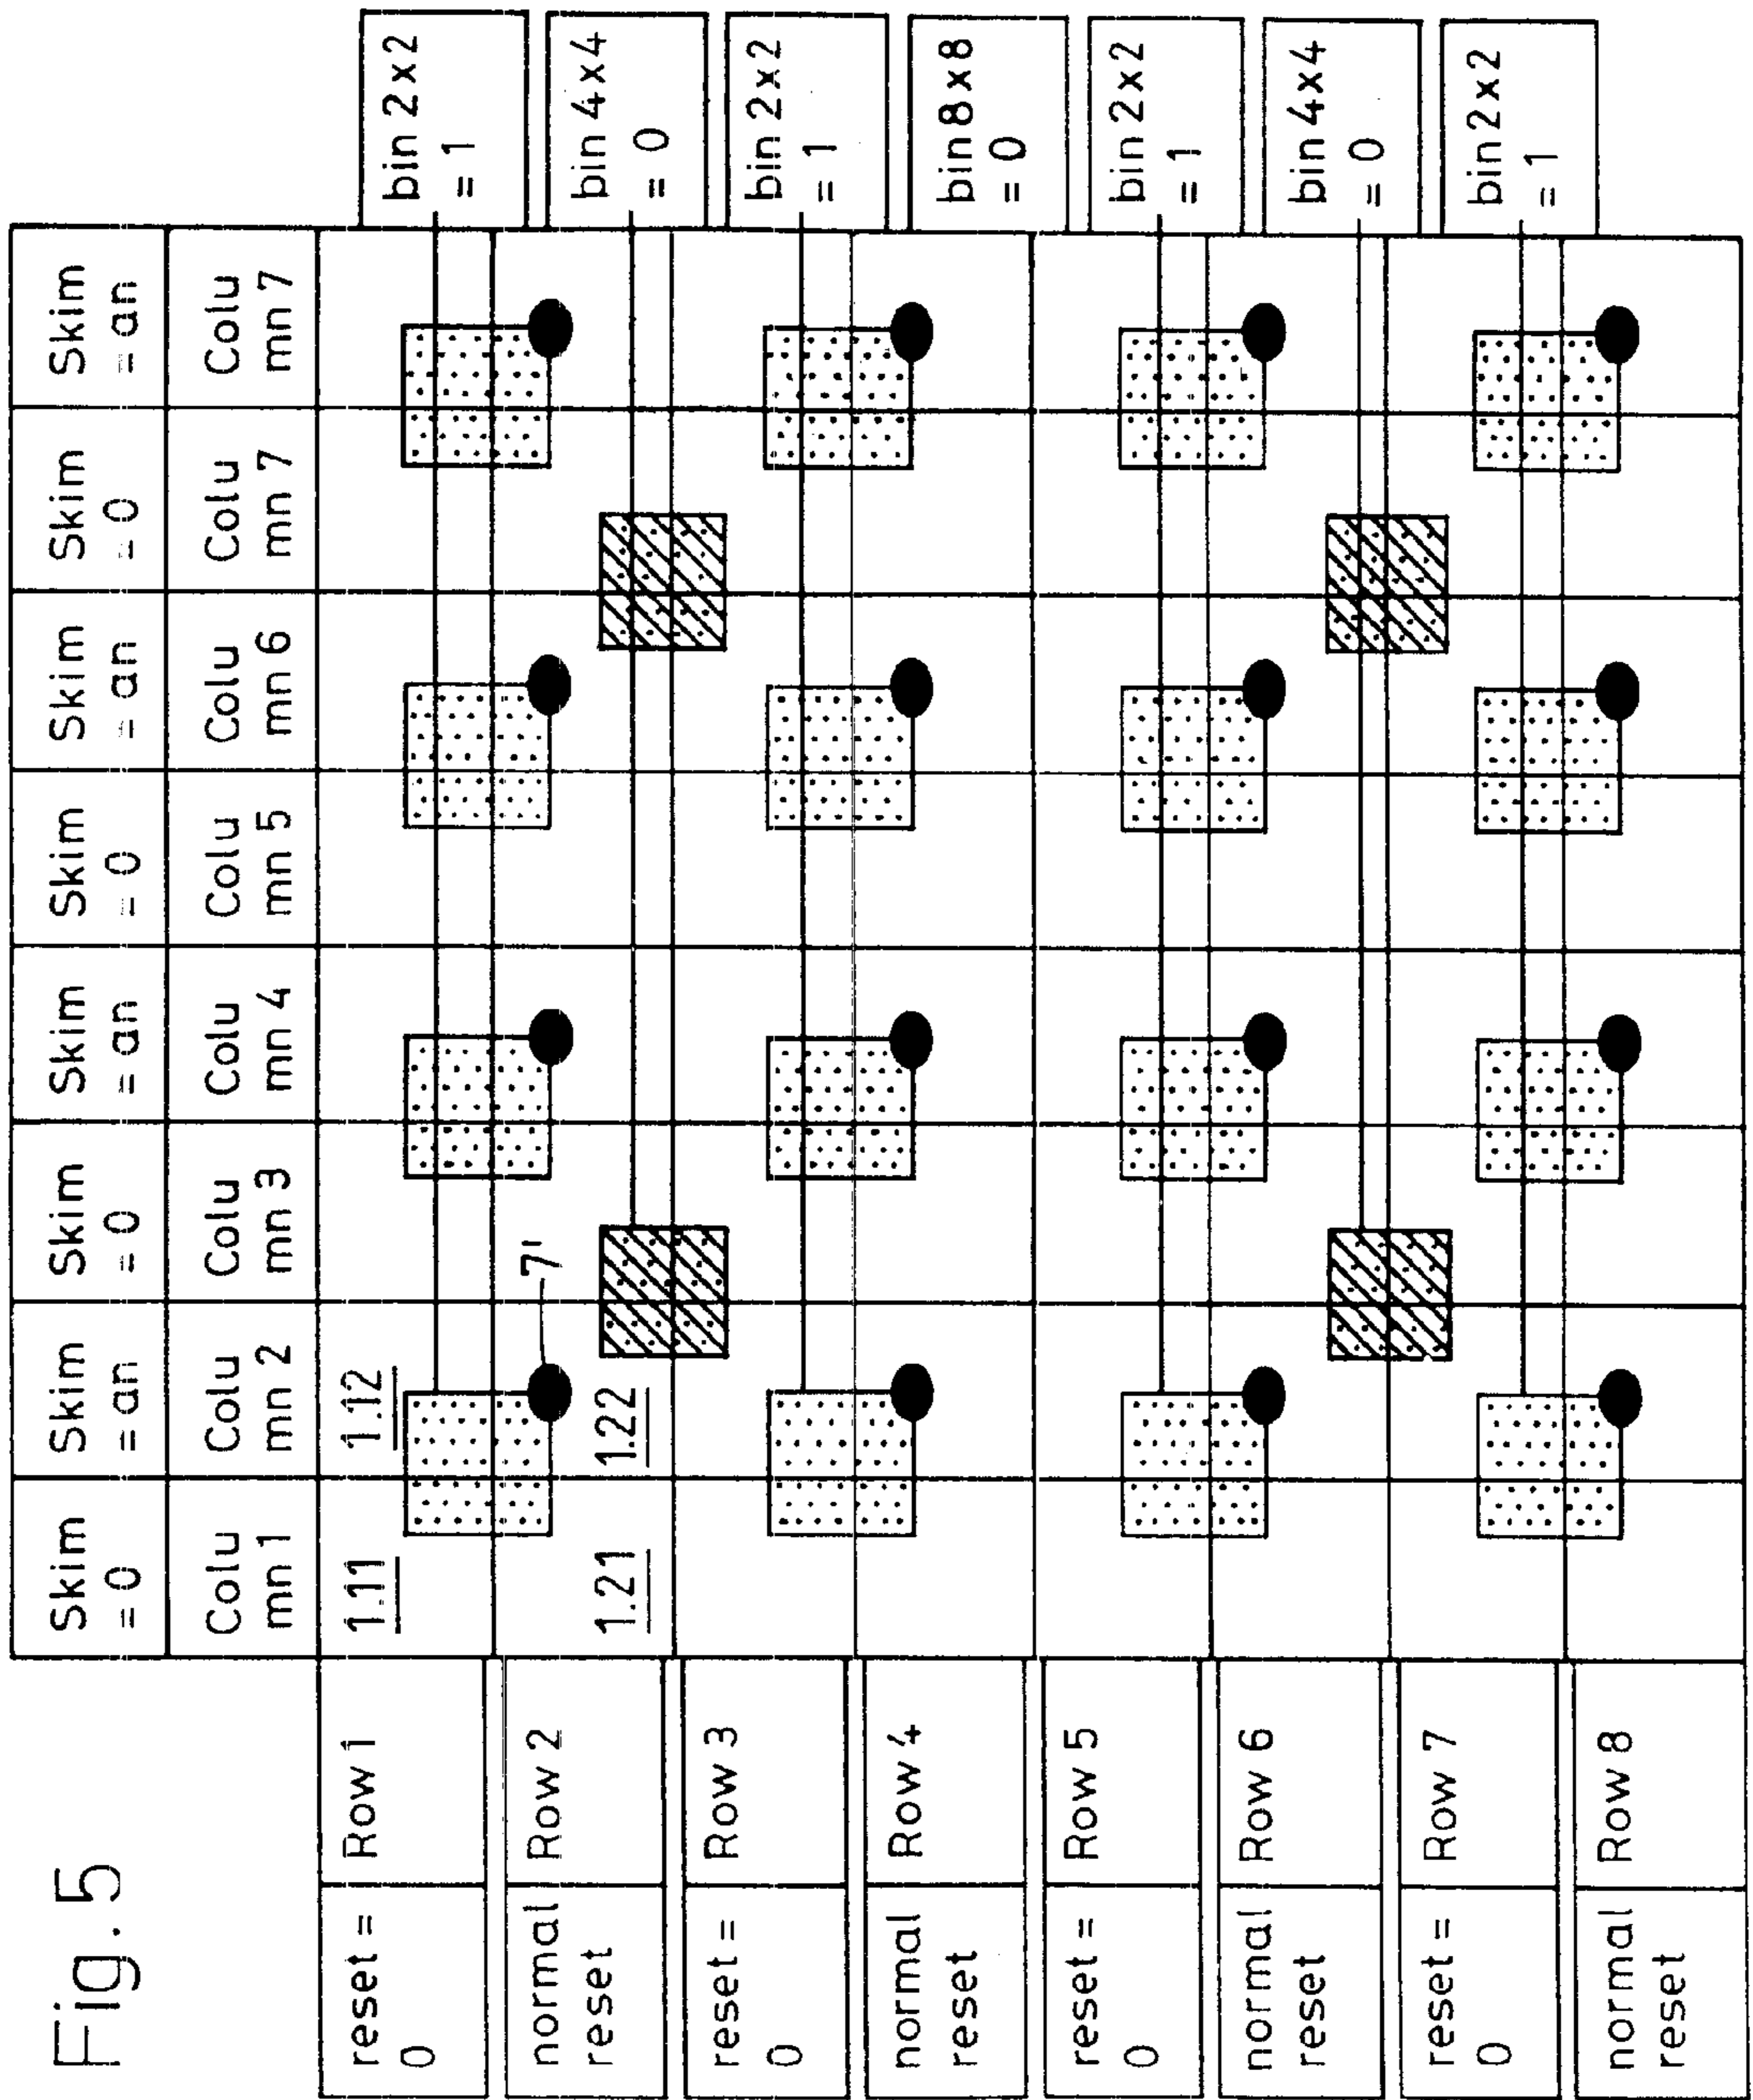 Fig. 5
Skim
= 0
Skim
= an
Skim
= 0
Skim
= an
Skim
= 0
Skim
= an
Skim
= 0
Skim
= an
Colu
mn 1
Colu
mn 2
Colu
mn 3
Colu
mn 4
Colu
mn 5
Colu
mn 6
Colu
mn 7
Colu
mn 7
reset =
0
Row 1
1.11
1.12
bin 2x2
= 1
7'
normal
reset
Row 2
1.21
1.22
bin 4x4
= 0
reset =
0
Row 3
bin 2x2
= 1
normal
reset
Row 4
bin 8x8
= 0
reset =
0
Row 5
bin 2x2
= 1
normal
reset
Row 6
bin 4x4
= 0
reset =
0
Row 7
bin 2x2
= 1
normal
reset
Row 8